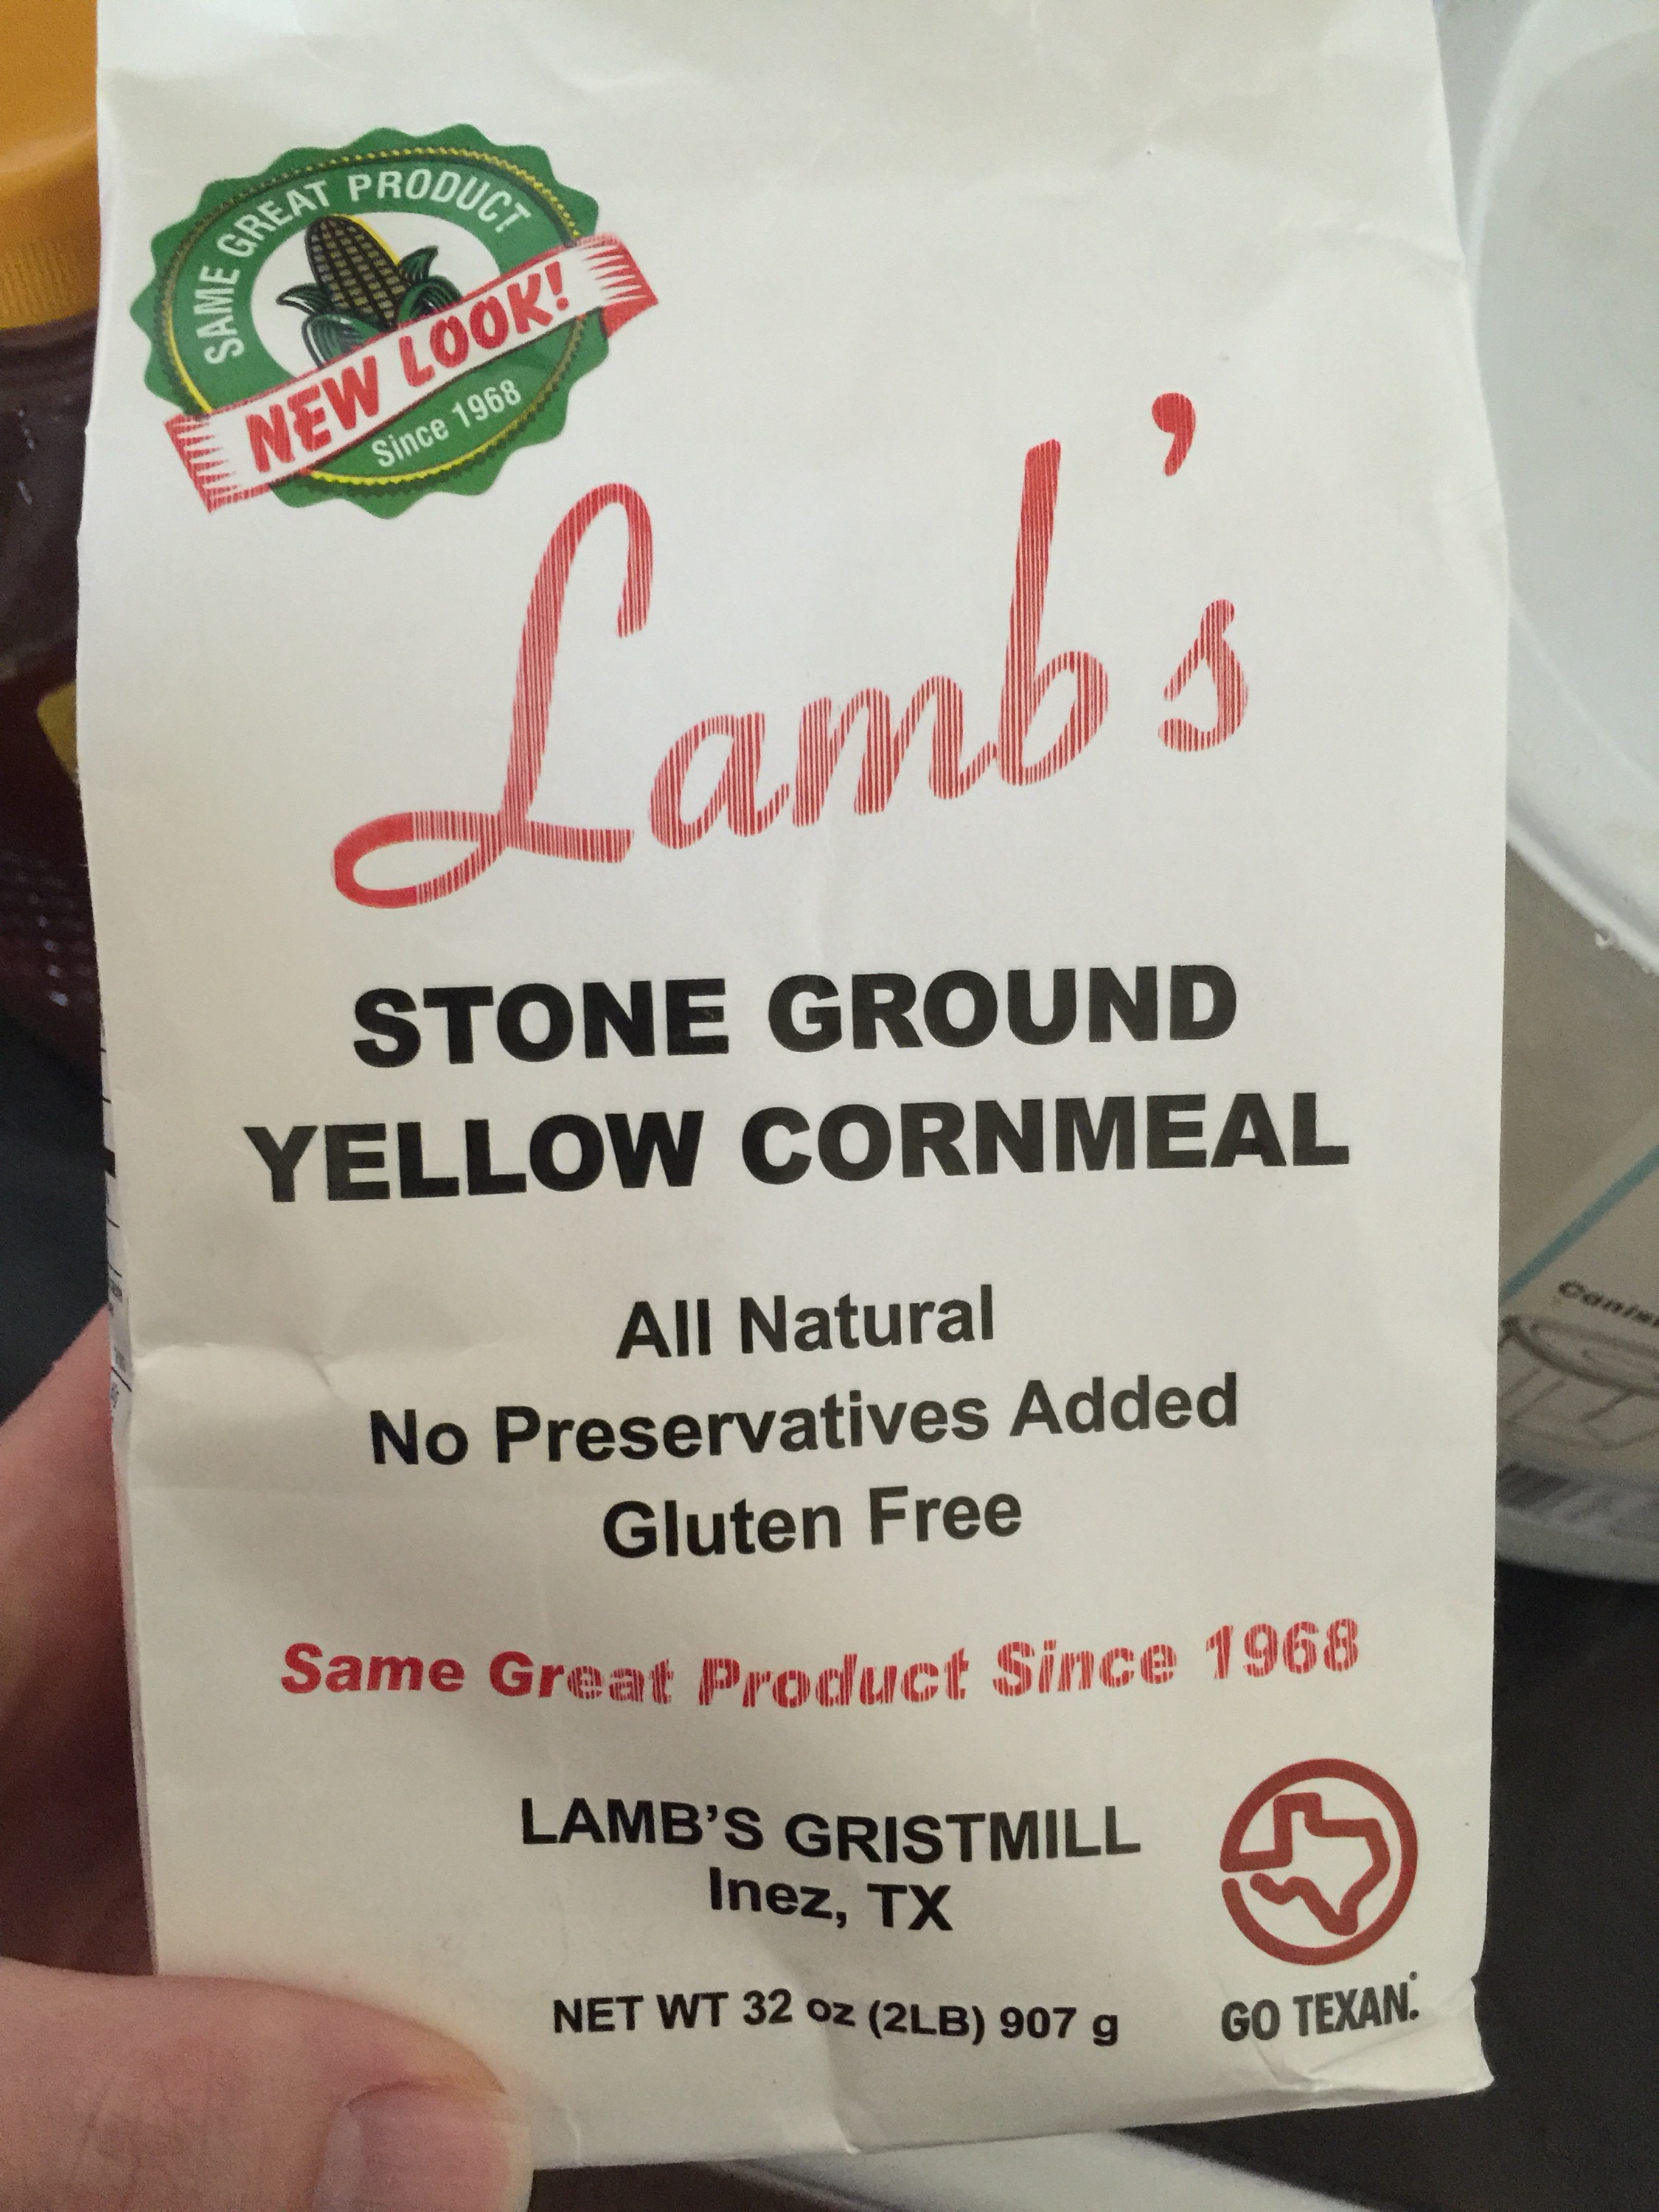 SAME GREAT PRODUCT
NEW LOOK!
Since 1968
Lamb's
STONE GROUND
YELLOW CORNMEAL
All Natural
No Preservatives Added
Gluten Free
Same Great Product Since 1968
LAMB'S GRISTMILL
Inez, TX
NET WT 32 oz (2LB) 907 g
GO TEXAN.